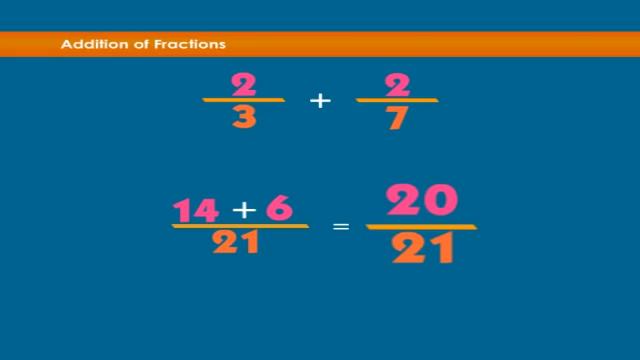 Addition of Fractions
2/3 + 2/7
14 + 6/21 = 20/21